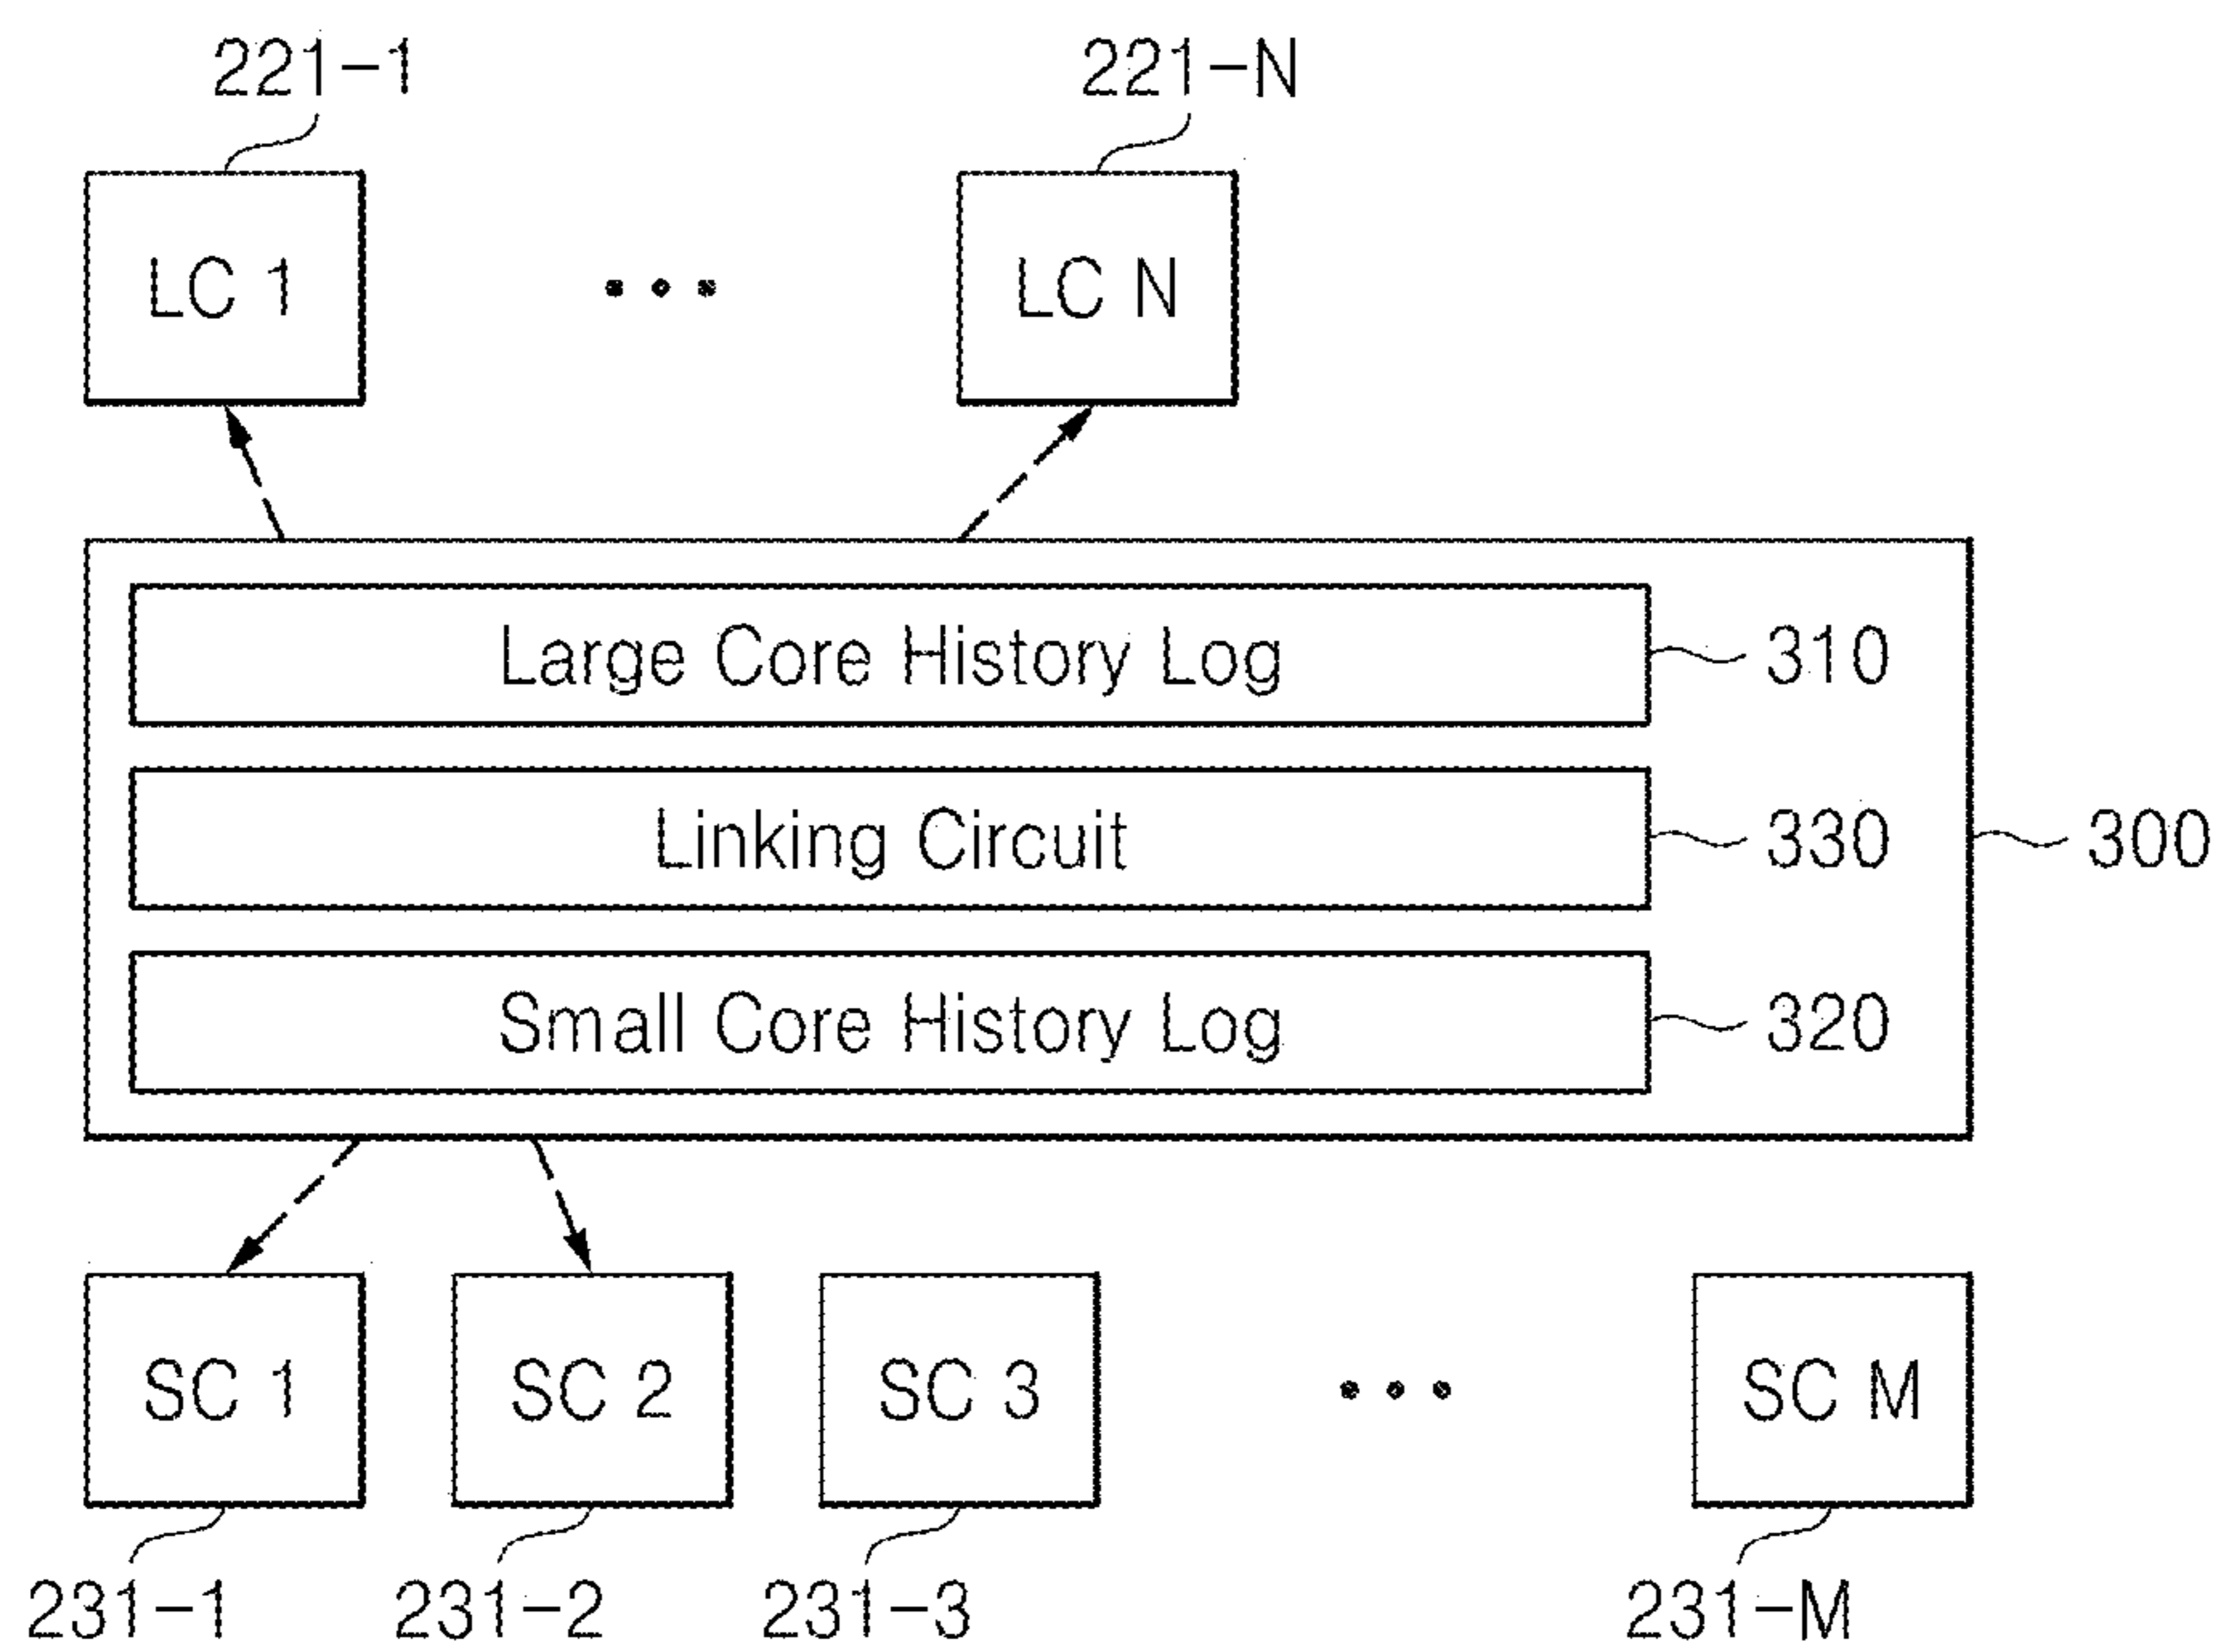 221-1 221-N
LC 1 ••• LC N
Large Core History Log 310
Linking Circuit 330 300
Small Core History Log 320
SC 1 SC 2 SC 3 ••• SC M
231-1 231-2 231-3 231-M